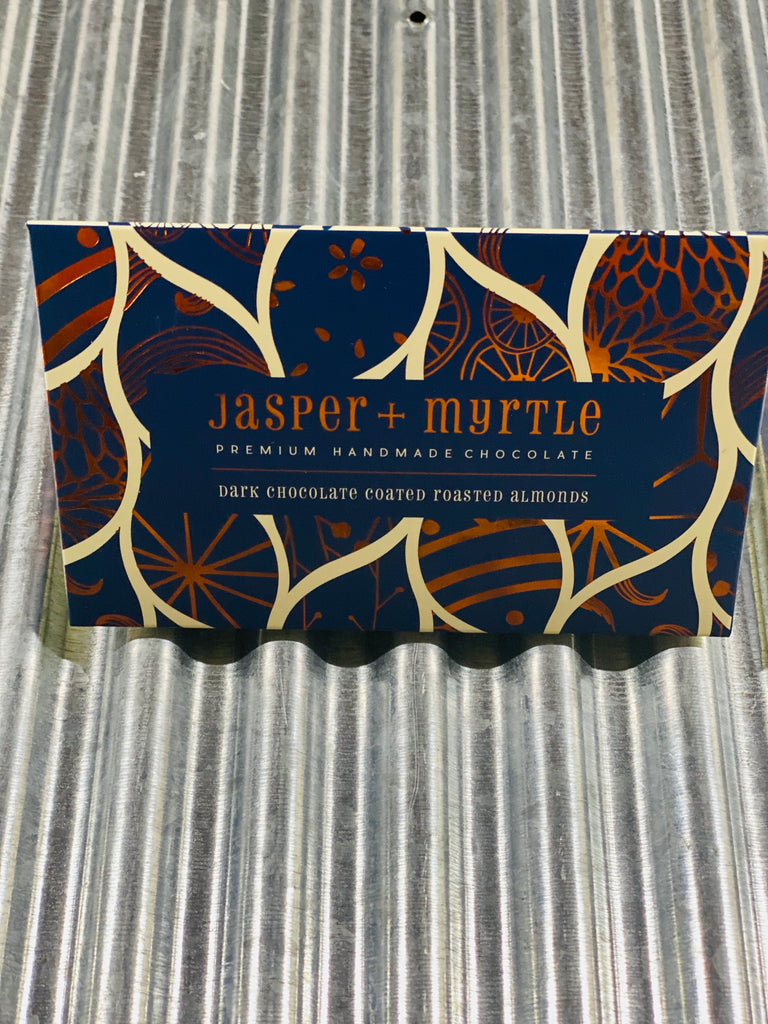 Jasper + Myrtle
PREMIUM HANDMADE CHOCOLATE
Dark Chocolate Coated Roasted Almonds